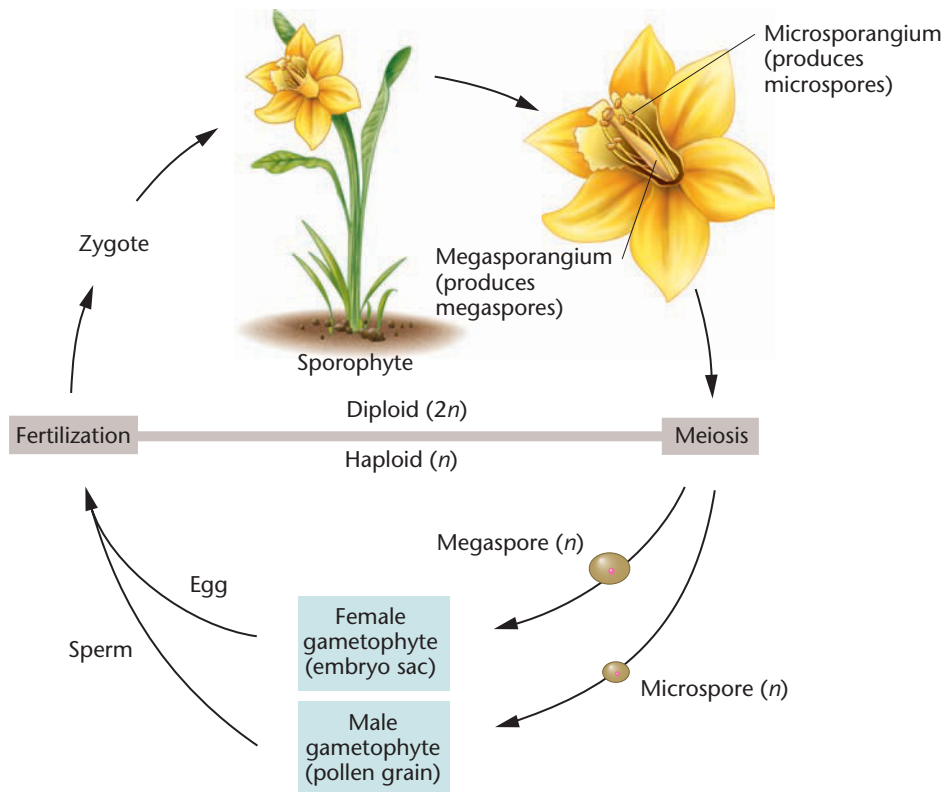 Microsporangium
(produces
microspores)
Megasporangium
(produces
megaspores)
Zygote
Sporophyte
Diploid (2n)
Fertilization
Meiosis
Haploid (n)
Megaspore (n)
Egg
Female
gametophyte
(embryo sac)
Sperm
Microspore (n)
Male
gametophyte
(pollen grain)